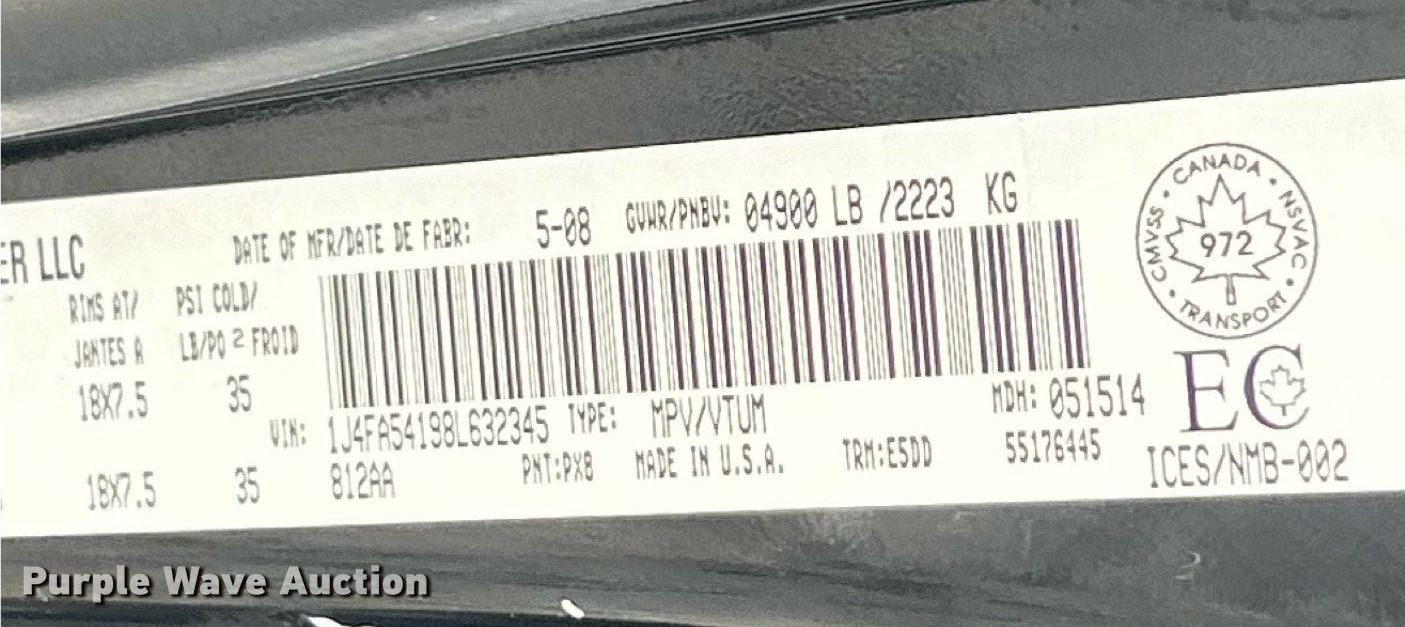 ER LLC
DATE OF MFR/DATE DE FABR: 5-08 GVWR/PNBV: 04900 LB /2223 KG
RIMS AT/ PSI COLD/
JANTES A LB/PO 2 FROID
18X7.5 35
VIN: 1J4FA54198L632345 TYPE: MPV/VTUM MDH: 051514
18X7.5 35 812AA PNT:PX8 MADE IN U.S.A. TRM:E5DD 55176445
CANADA
CMVSS • 972 • NSVAC
TRANSPORT
EC
ICES/NMB-002
Purple Wave Auction